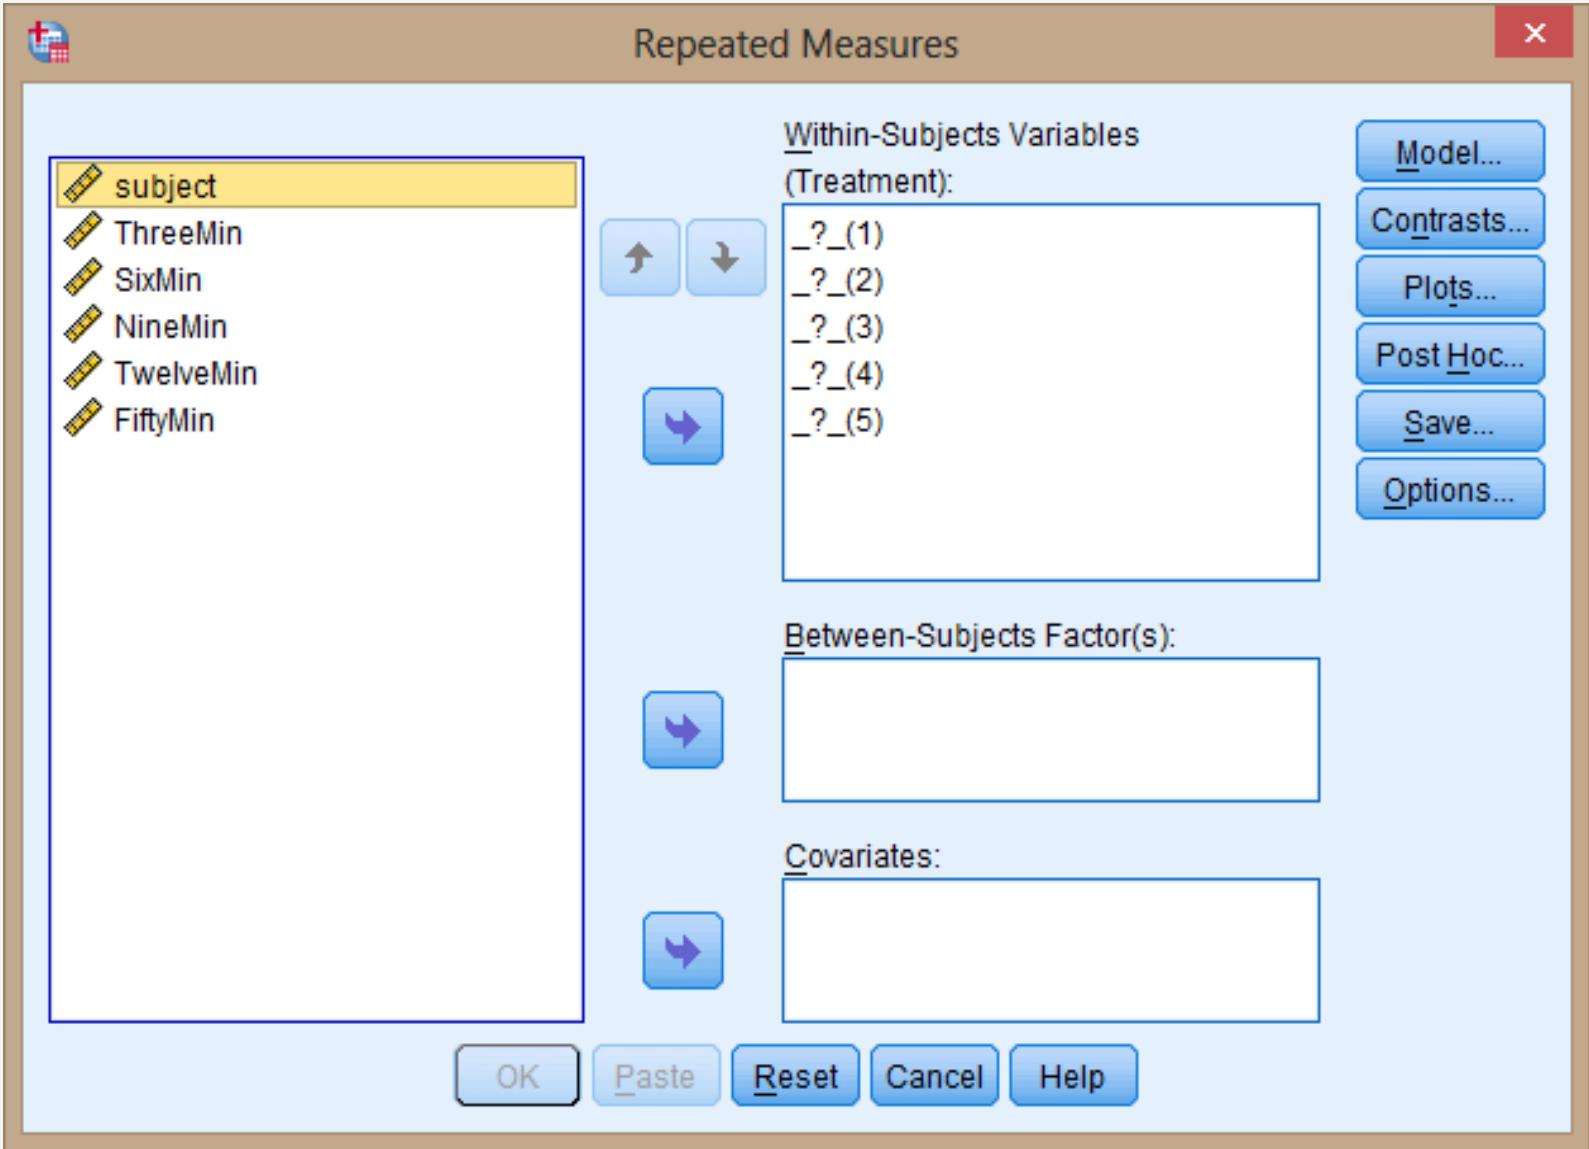 Repeated Measures
subject
ThreeMin
SixMin
NineMin
TwelveMin
FiftyMin
Within-Subjects Variables
(Treatment):
_?_(1)
_?_(2)
_?_(3)
_?_(4)
_?_(5)
Between-Subjects Factor(s):
Covariates:
Model...
Contrasts...
Plots...
Post Hoc...
Save...
Options...
OK
Paste
Reset
Cancel
Help